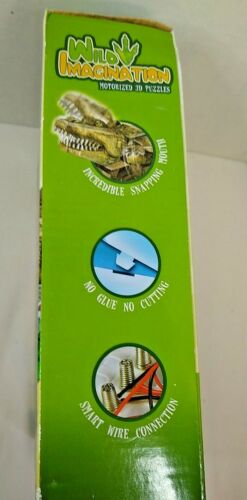 WILD
IMAGINATION
MOTORIZED 3D PUZZLES
INCREDIBLE SNAPPING MOUTH
NO GLUE NO CUTTING
SMART WIRE CONNECTION